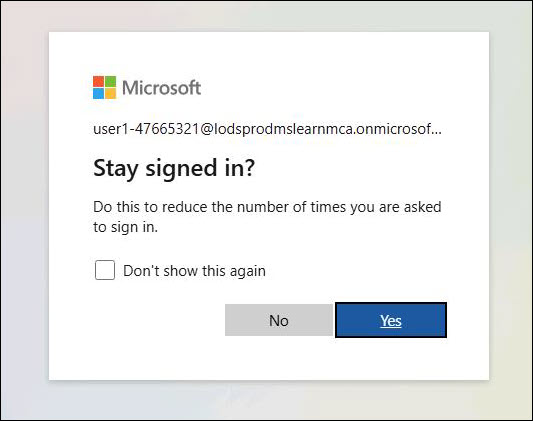 Microsoft
user1-47665321@lodsprodmslearnmca.onmicrosof...
Stay signed in?
Do this to reduce the number of times you are asked
to sign in.
Don't show this again
No
Yes